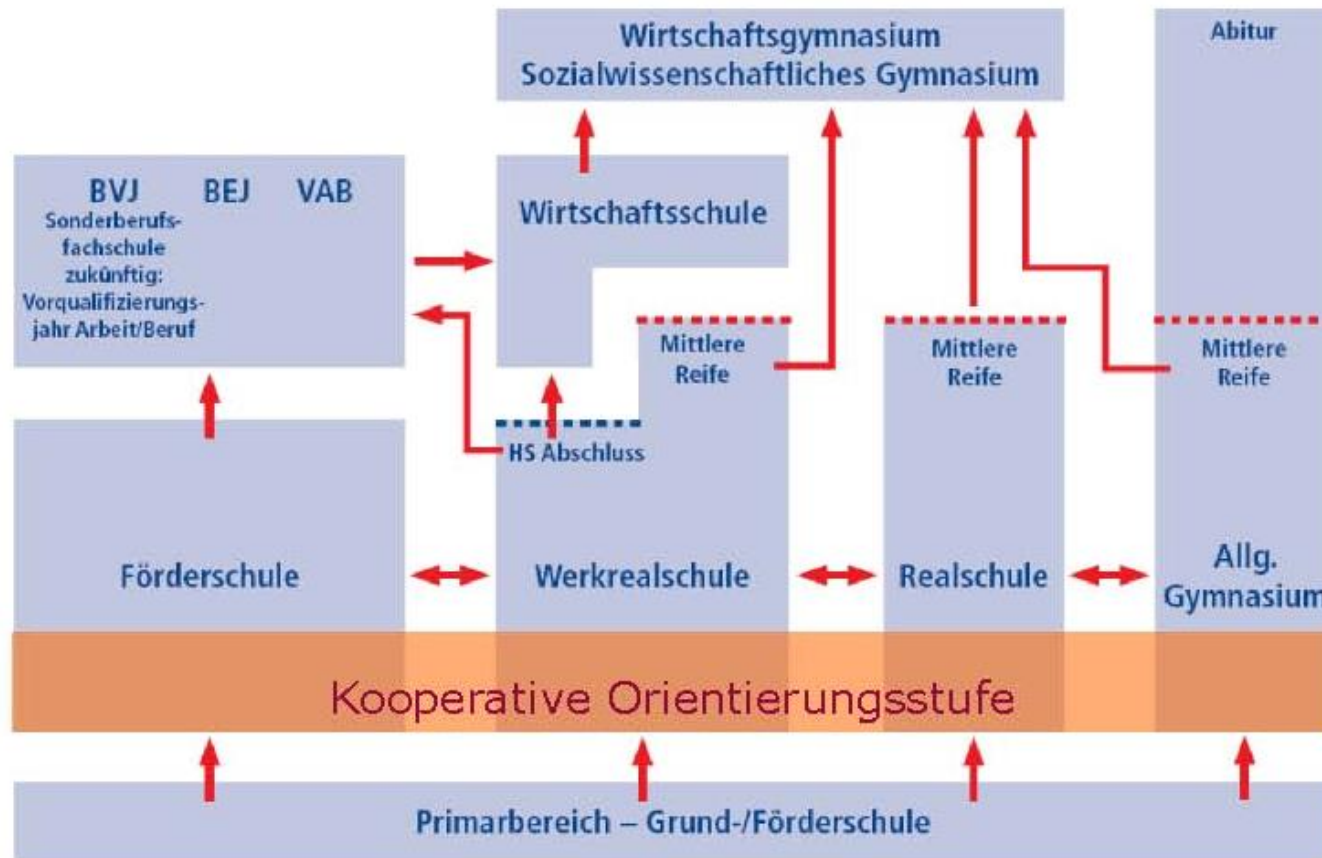 Wirtschaftsgymnasium
Sozialwissenschaftliches Gymnasium
Abitur
BVJ BEJ VAB
Sonderberufs-
fachschule
zukünftig:
Vorqualifizierungs-
jahr Arbeit/Beruf
Wirtschaftsschule
Mittlere
Reife
Mittlere
Reife
Mittlere
Reife
HS Abschluss
Förderschule
Werkrealschule
Realschule
Allg.
Gymnasium
Kooperative Orientierungsstufe
Primarbereich – Grund-/Förderschule